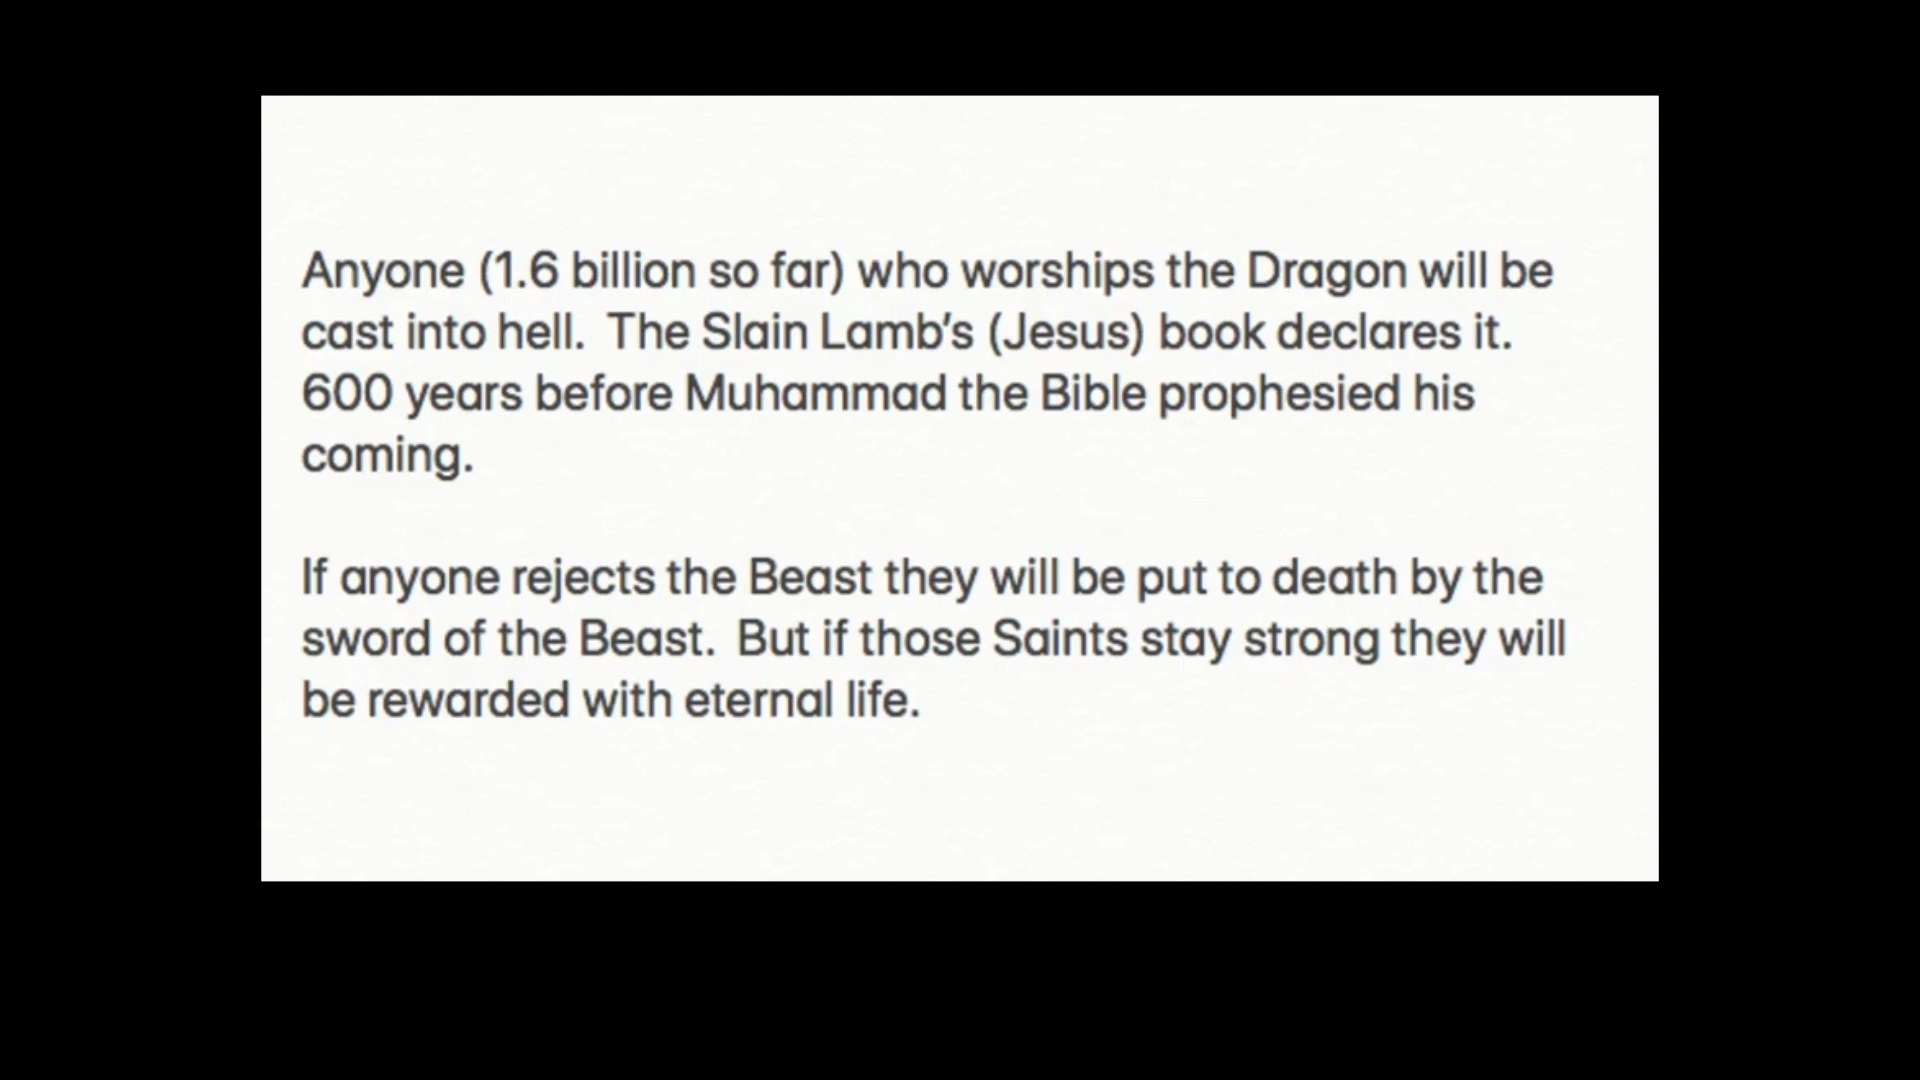 Anyone (1.6 billion so far) who worships the Dragon will be
cast into hell.  The Slain Lamb's (Jesus) book declares it.
600 years before Muhammad the Bible prophesied his
coming.
If anyone rejects the Beast they will be put to death by the
sword of the Beast.  But if those Saints stay strong they will
be rewarded with eternal life.